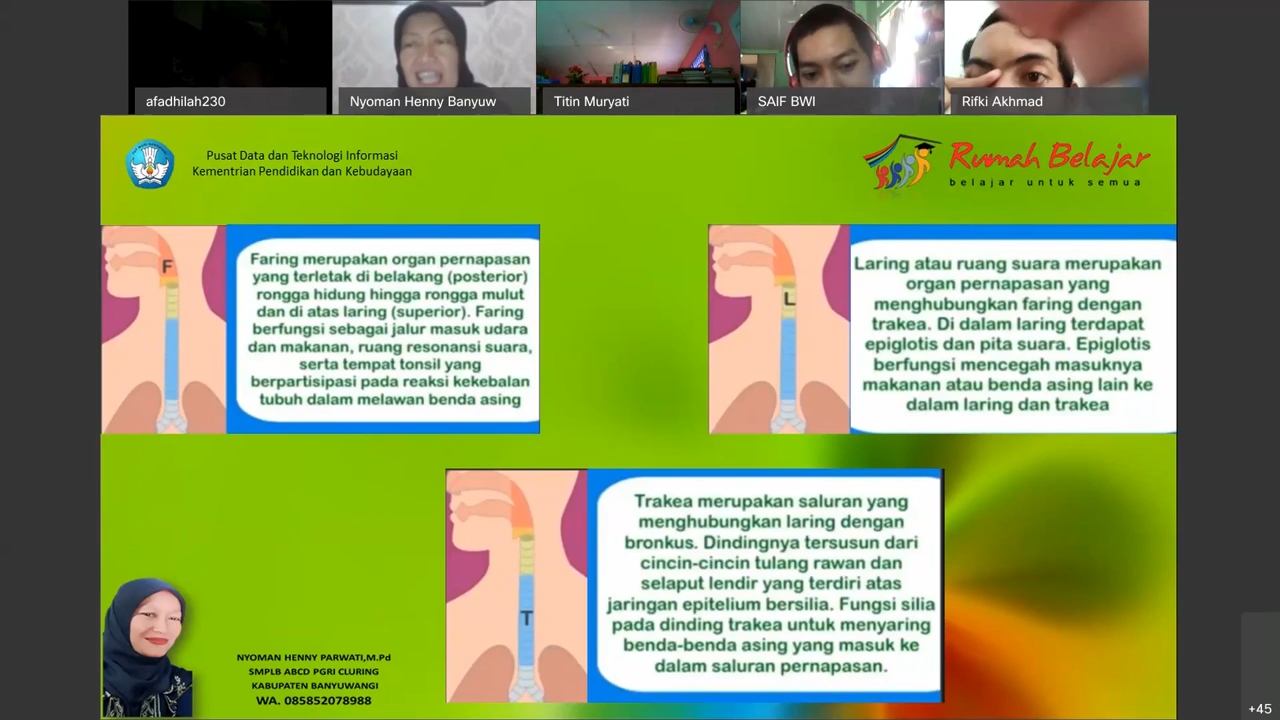 afadhilah230
Nyoman Henny Banyuw
Titin Muryati
SAIF BWI
Rifki Akhmad
Pusat Data dan Teknologi Informasi
Kementrian Pendidikan dan Kebudayaan
Rumah Belajar
belajar untuk semua
F
Faring merupakan organ pernapasan
yang terletak di belakang (posterior)
rongga hidung hingga rongga mulut
dan di atas laring (superior). Faring
berfungsi sebagai jalur masuk udara
dan makanan, ruang resonansi suara,
serta tempat tonsil yang
berpartisipasi pada reaksi kekebalan
tubuh dalam melawan benda asing
L
Laring atau ruang suara merupakan
organ pernapasan yang
menghubungkan faring dengan
trakea. Di dalam laring terdapat
epiglotis dan pita suara. Epiglotis
berfungsi mencegah masuknya
makanan atau benda asing lain ke
dalam laring dan trakea
T
Trakea merupakan saluran yang
menghubungkan laring dengan
bronkus. Dindingnya tersusun dari
cincin-cincin tulang rawan dan
selaput lendir yang terdiri atas
jaringan epitelium bersilia. Fungsi silia
pada dinding trakea untuk menyaring
benda-benda asing yang masuk ke
dalam saluran pernapasan.
NYOMAN HENNY PARWATI,M.Pd
SMPLB ABCD PGRI CLURING
KABUPATEN BANYUWANGI
WA. 085852078988
+45